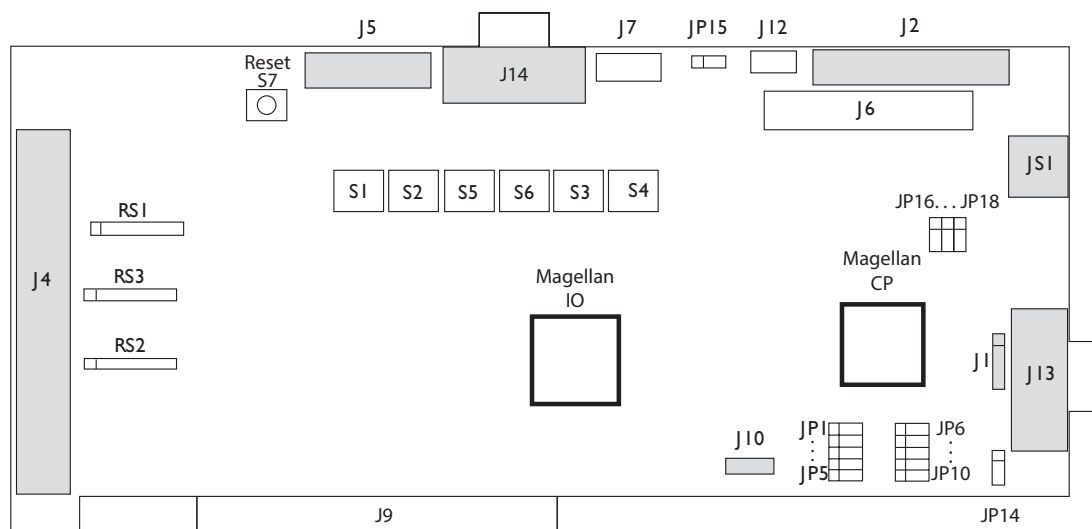 J5
J7
JP15
J12
J2
Reset
S7
J14
J6
JS1
S1
S2
S5
S6
S3
S4
JP16...JP18
RS1
J4
RS3
RS2
Magellan
IO
Magellan
CP
J1
J13
J10
JP1
JP5
JP6
JP10
J9
JP14